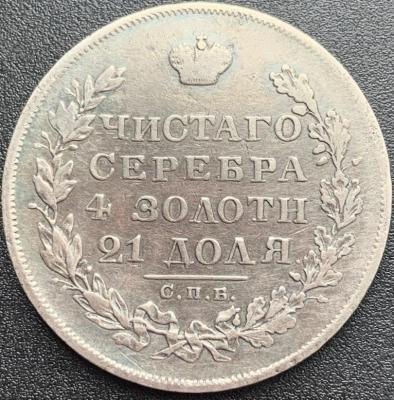 ЧИСТАГО
СЕРЕБРА
4 ЗОЛОТН
21 ДОЛЯ
С.П.Б.